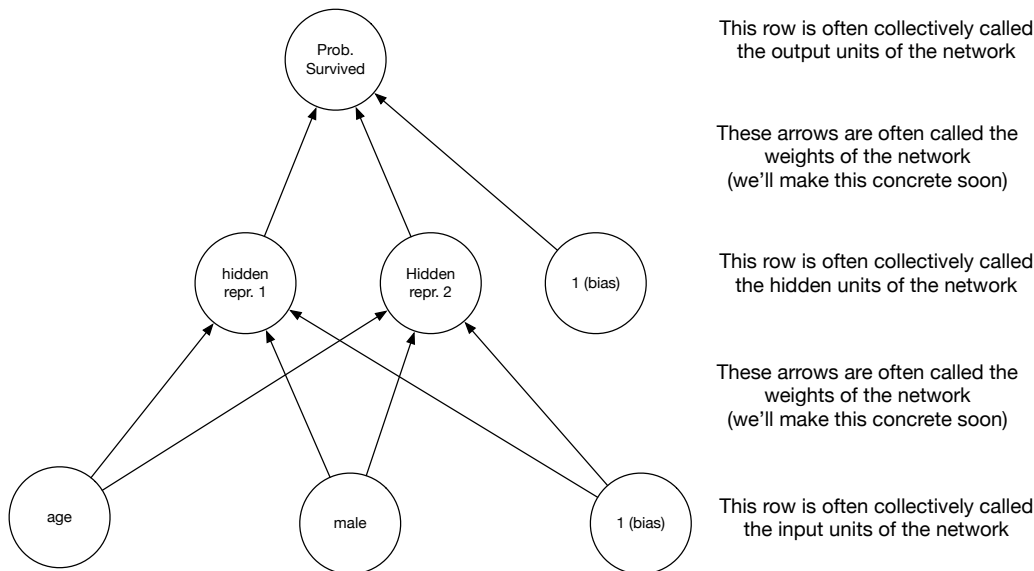 Prob.
Survived
This row is often collectively called
the output units of the network
These arrows are often called the
weights of the network
(we'll make this concrete soon)
hidden
repr. 1
Hidden
repr. 2
1 (bias)
This row is often collectively called
the hidden units of the network
These arrows are often called the
weights of the network
(we'll make this concrete soon)
age
male
1 (bias)
This row is often collectively called
the input units of the network